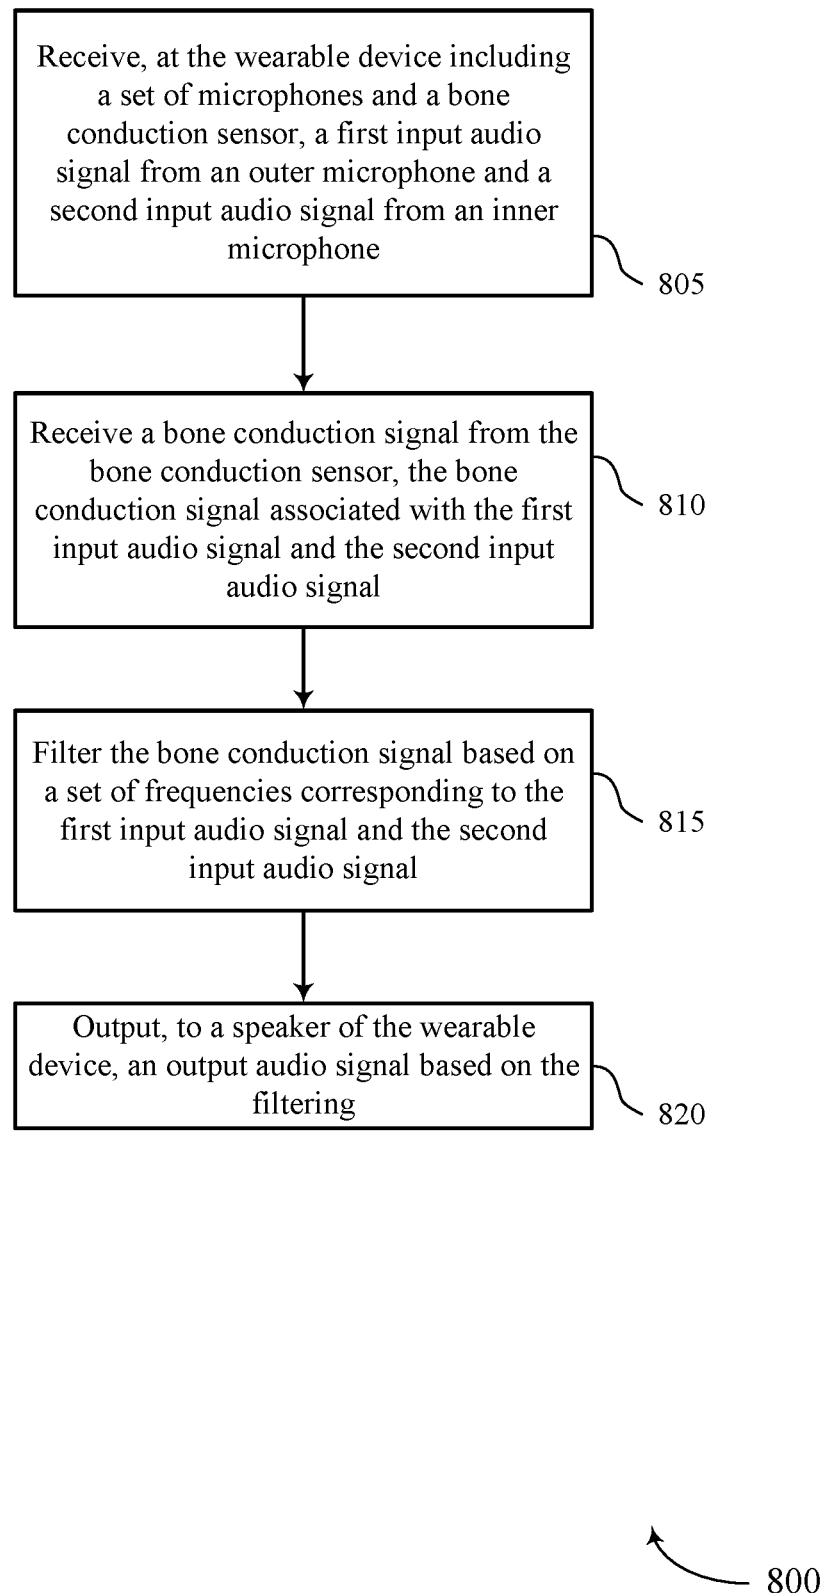 Receive, at the wearable device including
a set of microphones and a bone
conduction sensor, a first input audio
signal from an outer microphone and a
second input audio signal from an inner
microphone
805
Receive a bone conduction signal from the
bone conduction sensor, the bone
conduction signal associated with the first
input audio signal and the second input
audio signal
810
Filter the bone conduction signal based on
a set of frequencies corresponding to the
first input audio signal and the second
input audio signal
815
Output, to a speaker of the wearable
device, an output audio signal based on the
filtering
820
800